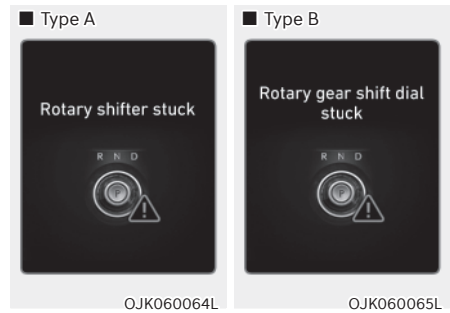 ■ Type A
Rotary shifter stuck
R N D
P
OJK060064L
■ Type B
Rotary gear shift dial
stuck
R N D
P
OJK060065L